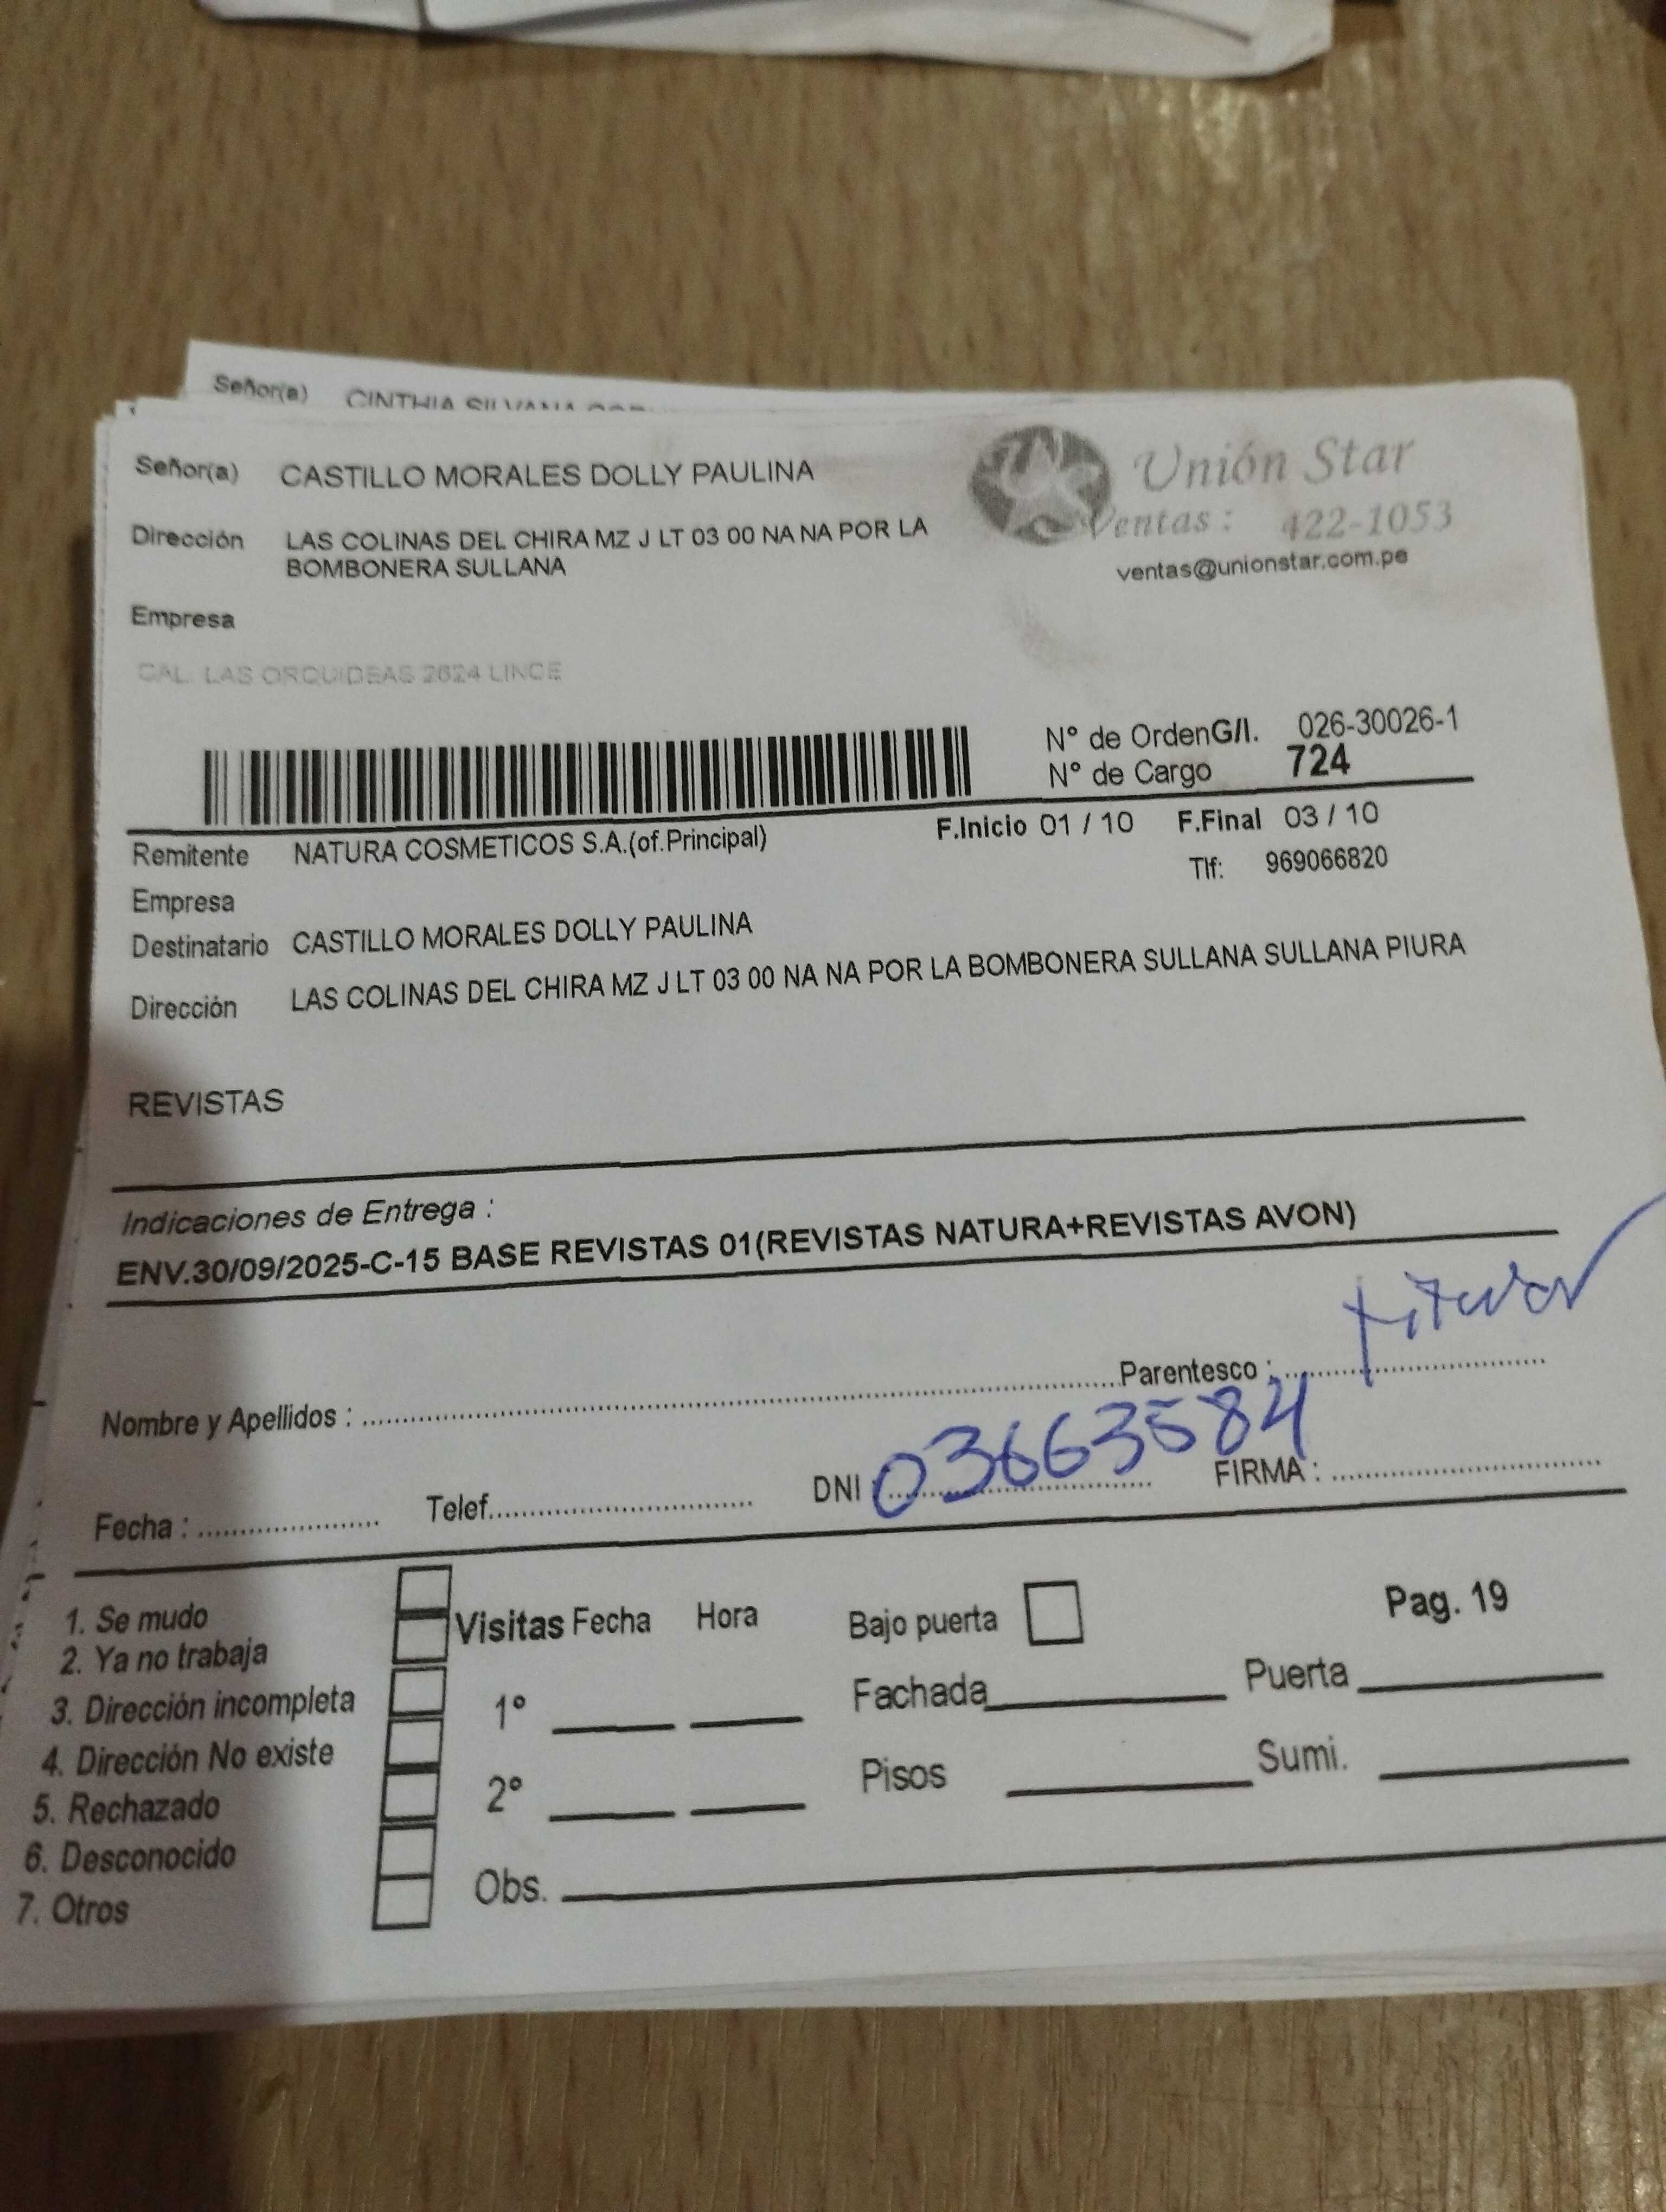 Señor(a) CINTHIA SILVANA
Señor(a) CASTILLO MORALES DOLLY PAULINA
Unión Star
Ventas : 422-1053
ventas@unionstar.com.pe
Dirección LAS COLINAS DEL CHIRA MZ J LT 03 00 NA NA POR LA
BOMBONERA SULLANA
Empresa
CAL. LAS ORQUIDEAS 2624 LINCE
N° de OrdenG/I. 026-30026-1
N° de Cargo 724
F.Inicio 01 / 10 F.Final 03 / 10
Remitente NATURA COSMETICOS S.A.(of.Principal)
Tlf: 969066820
Empresa
Destinatario CASTILLO MORALES DOLLY PAULINA
Dirección LAS COLINAS DEL CHIRA MZ J LT 03 00 NA NA POR LA BOMBONERA SULLANA SULLANA PIURA
REVISTAS
Indicaciones de Entrega :
ENV.30/09/2025-C-15 BASE REVISTAS 01(REVISTAS NATURA+REVISTAS AVON)
Nombre y Apellidos : Parentesco : titular
Fecha : Telef. DNI 03663584 FIRMA :
1. Se mudo
2. Ya no trabaja
3. Dirección incompleta
4. Dirección No existe
5. Rechazado
6. Desconocido
7. Otros
Visitas Fecha Hora
1°
2°
Obs.
Bajo puerta
Pag. 19
Fachada Puerta
Pisos Sumi.